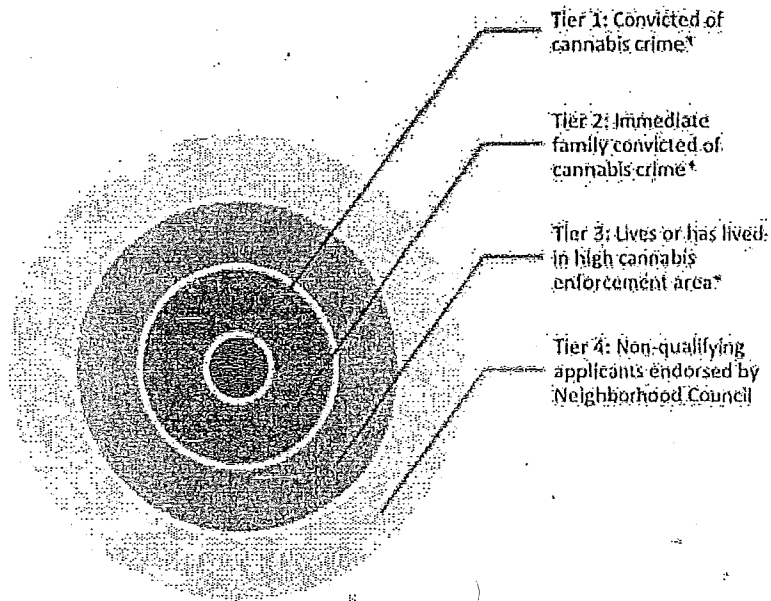 Tier 1: Convicted of
cannabis crime*
Tier 2: Immediate
family convicted of
cannabis crime*
Tier 3: Lives or has lived
in high cannabis
enforcement area*
Tier 4: Non-qualifying
applicants endorsed by
Neighborhood Council